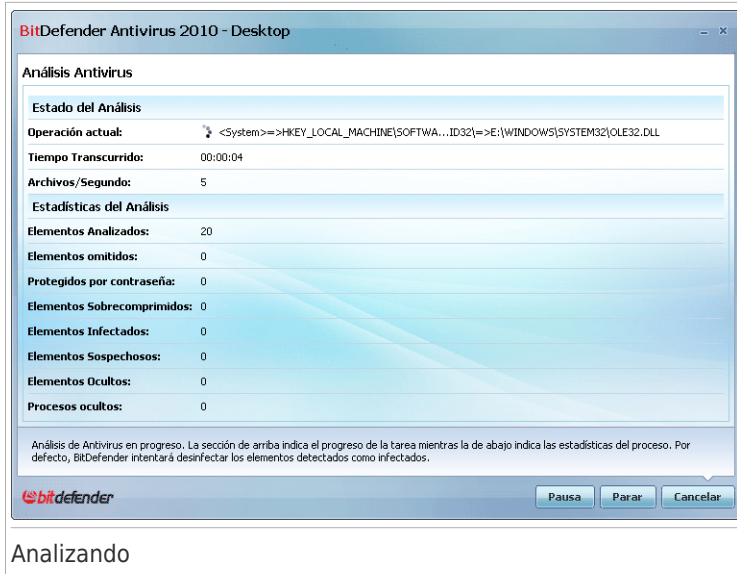 BitDefender Antivirus 2010 - Desktop
Análisis Antivirus
Estado del Análisis
Operación actual: <System>=>HKEY_LOCAL_MACHINE\SOFTWA...ID32\=>E:\WINDOWS\SYSTEM32\OLE32.DLL
Tiempo Transcurrido: 00:00:04
Archivos/Segundo: 5
Estadísticas del Análisis
Elementos Analizados: 20
Elementos omitidos: 0
Protegidos por contraseña: 0
Elementos Sobrecomprimidos: 0
Elementos Infectados: 0
Elementos Sospechosos: 0
Elementos Ocultos: 0
Procesos ocultos: 0
Análisis de Antivirus en progreso. La sección de arriba indica el progreso de la tarea mientras la de abajo indica las estadísticas del proceso. Por
defecto, BitDefender intentará desinfectar los elementos detectados como infectados.
bitdefender Pausa Parar Cancelar
Analizando